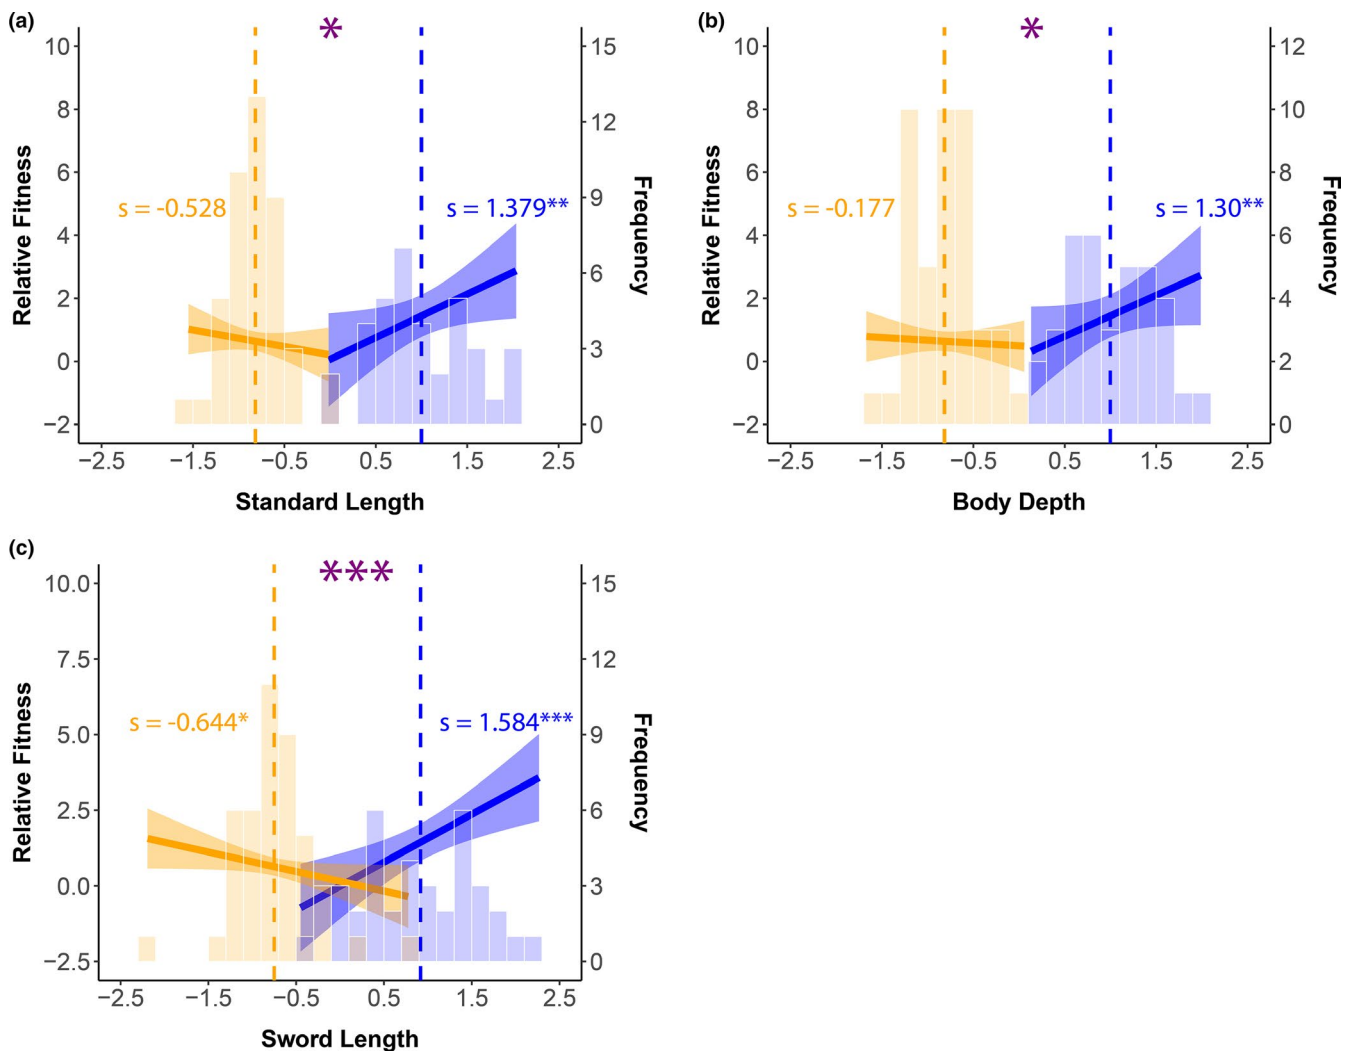 (a)
*
10
8
6
4
2
0
−2
Relative Fitness
s = -0.528
s = 1.379**
15
12
9
6
3
0
Frequency
−2.5 −1.5 −0.5 0.5 1.5 2.5
Standard Length
(b)
*
10
8
6
4
2
0
−2
Relative Fitness
s = -0.177
s = 1.30**
12
10
8
6
4
2
0
Frequency
−2.5 −1.5 −0.5 0.5 1.5 2.5
Body Depth
(c)
***
10.0
7.5
5.0
2.5
0.0
−2.5
Relative Fitness
s = -0.644*
s = 1.584***
15
12
9
6
3
0
Frequency
−2.5 −1.5 −0.5 0.5 1.5 2.5
Sword Length